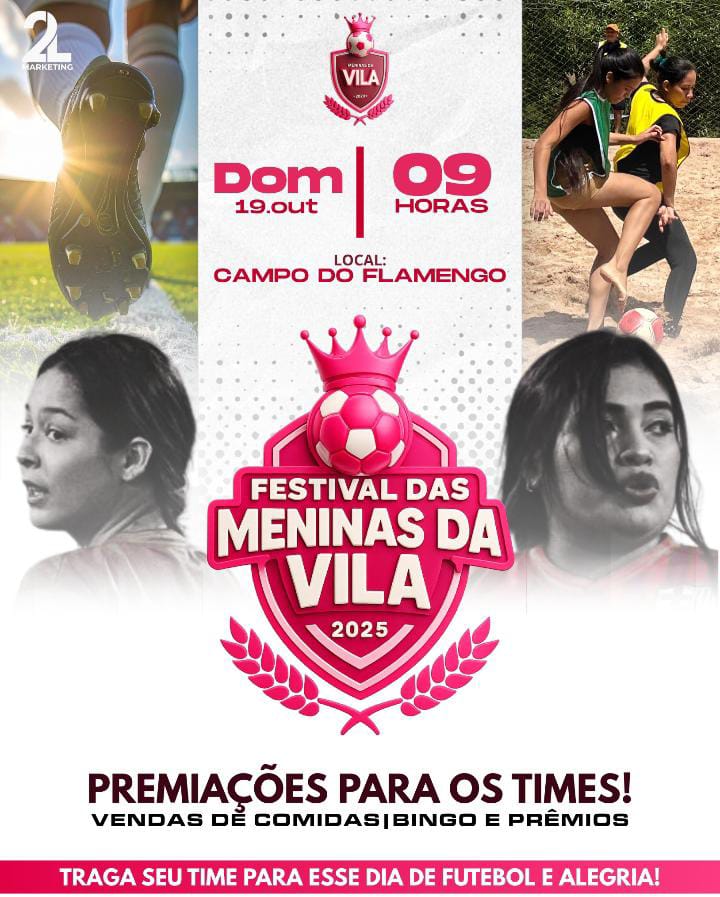 2L
MARKETING
MENINAS DA
VILA
Dom
19.out
09
HORAS
LOCAL:
CAMPO DO FLAMENGO
FESTIVAL DAS
MENINAS DA
VILA
2025
PREMIAÇÕES PARA OS TIMES!
VENDAS DE COMIDAS|BINGO E PRÊMIOS
TRAGA SEU TIME PARA ESSE DIA DE FUTEBOL E ALEGRIA!